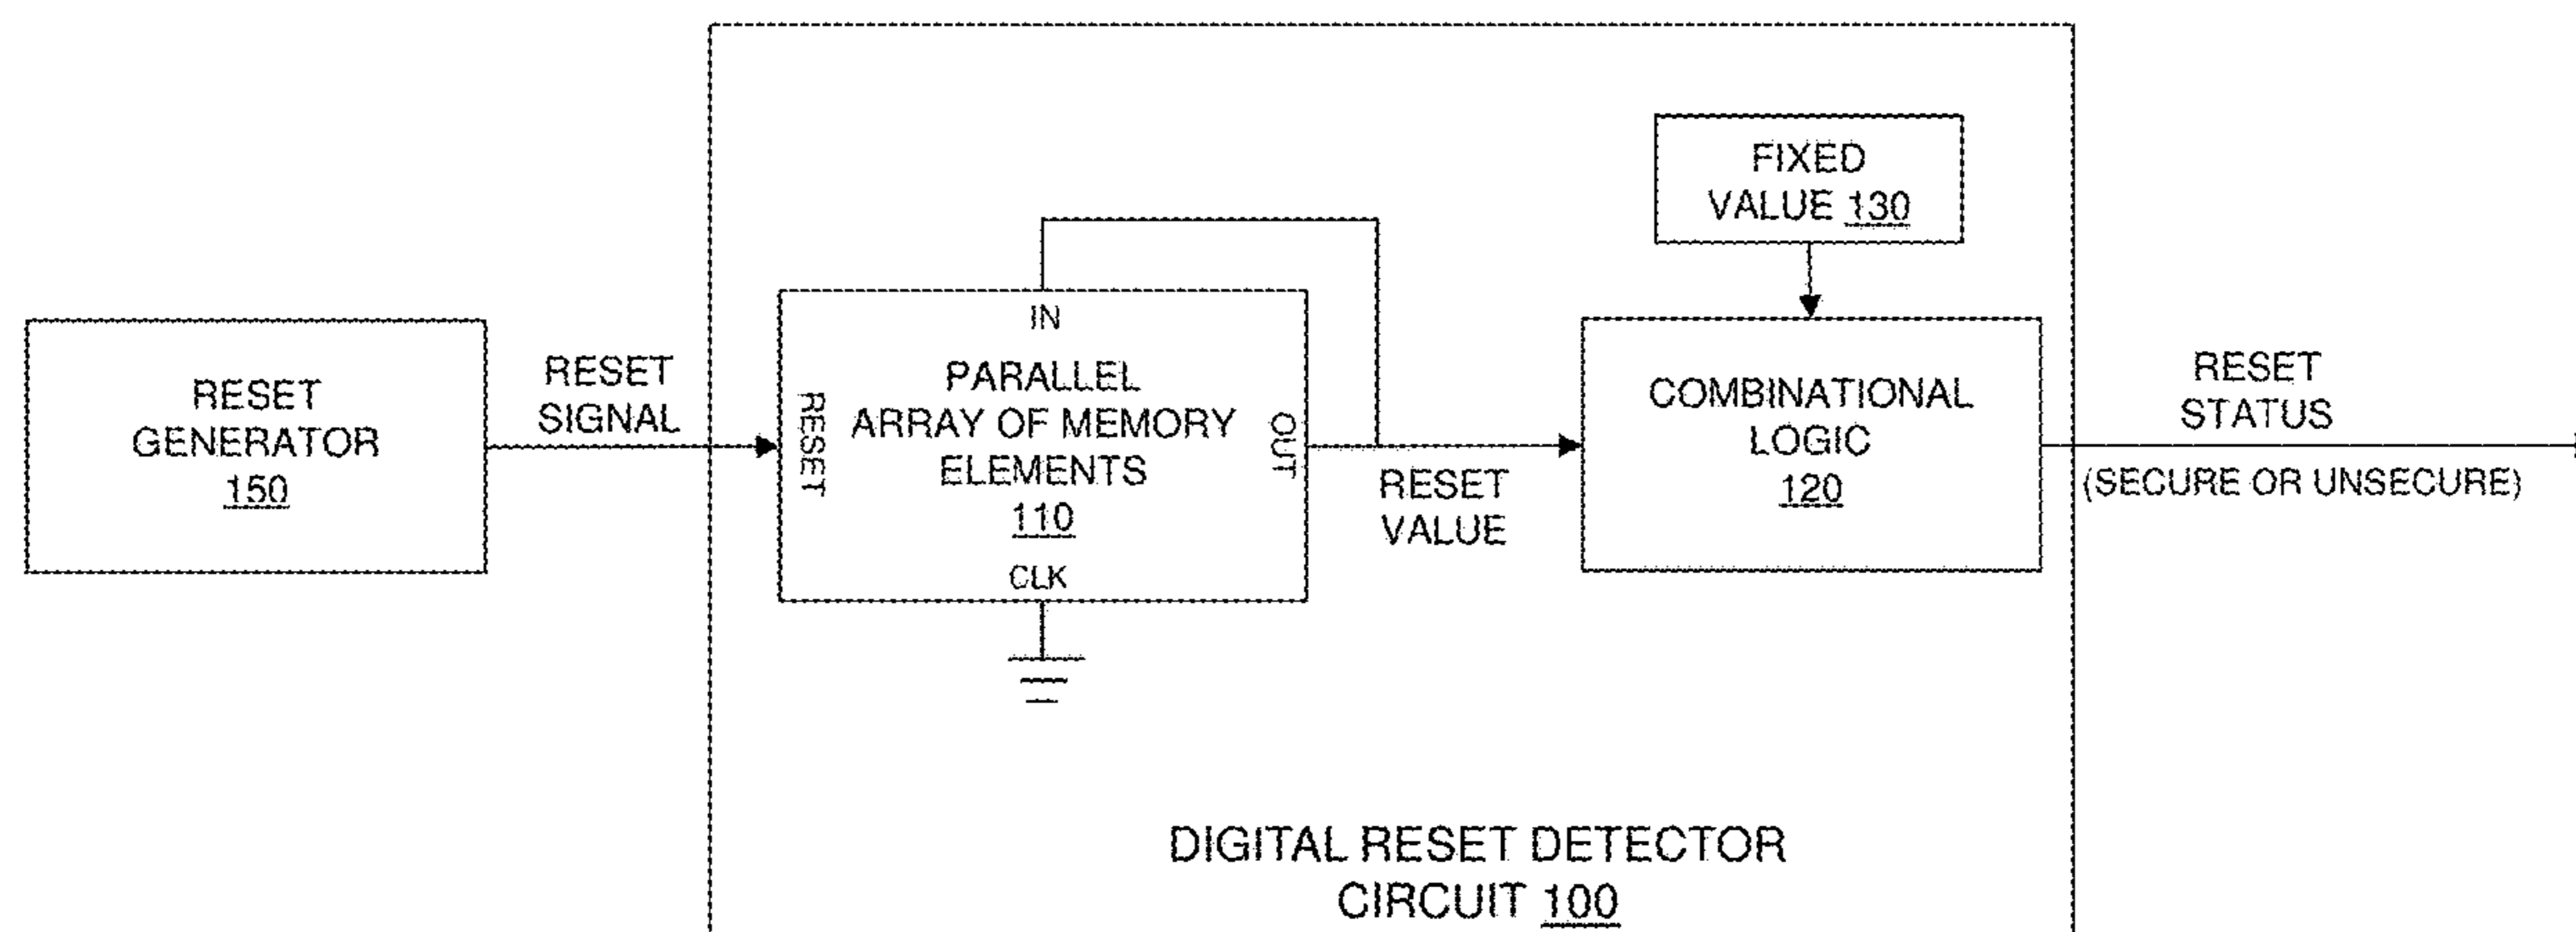 FIXED
VALUE 130
IN
RESET
GENERATOR
150
RESET
SIGNAL
RESET
PARALLEL
ARRAY OF MEMORY
ELEMENTS
110
OUT
CLK
RESET
VALUE
COMBINATIONAL
LOGIC
120
RESET
STATUS
(SECURE OR UNSECURE)
DIGITAL RESET DETECTOR
CIRCUIT 100